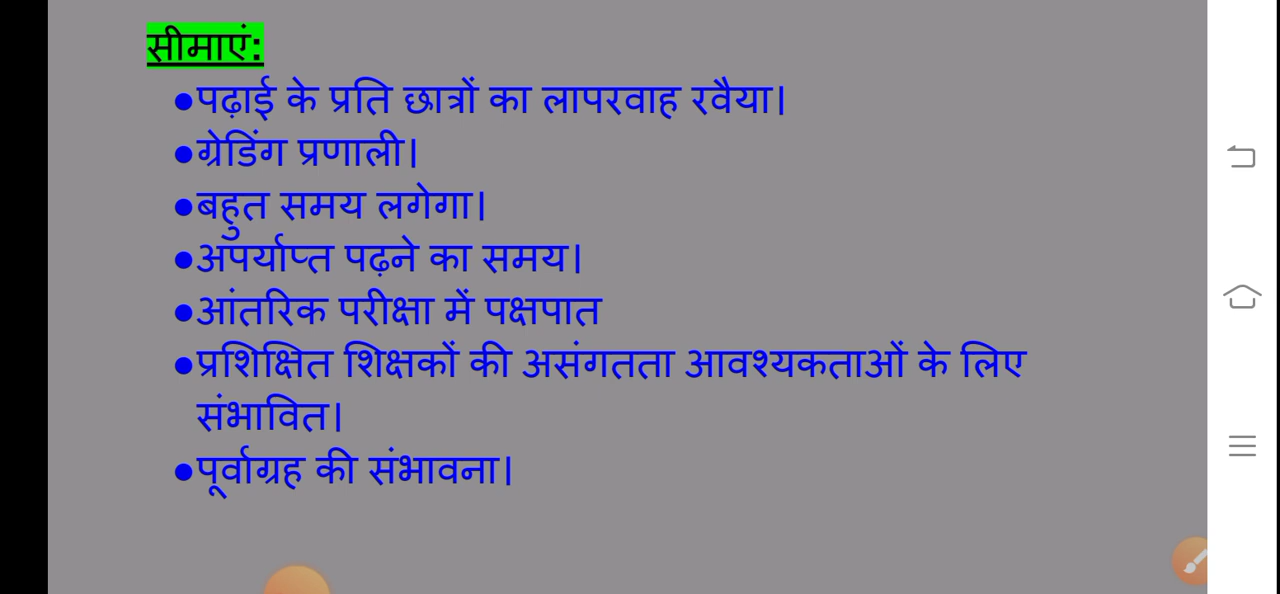 सीमाएं:
●पढ़ाई के प्रति छात्रों का लापरवाह रवैया।
●ग्रेडिंग प्रणाली।
●बहुत समय लगेगा।
●अपर्याप्त पढ़ने का समय।
●आंतरिक परीक्षा में पक्षपात
●प्रशिक्षित शिक्षकों की असंगतता आवश्यकताओं के लिए
संभावित।
●पूर्वाग्रह की संभावना।